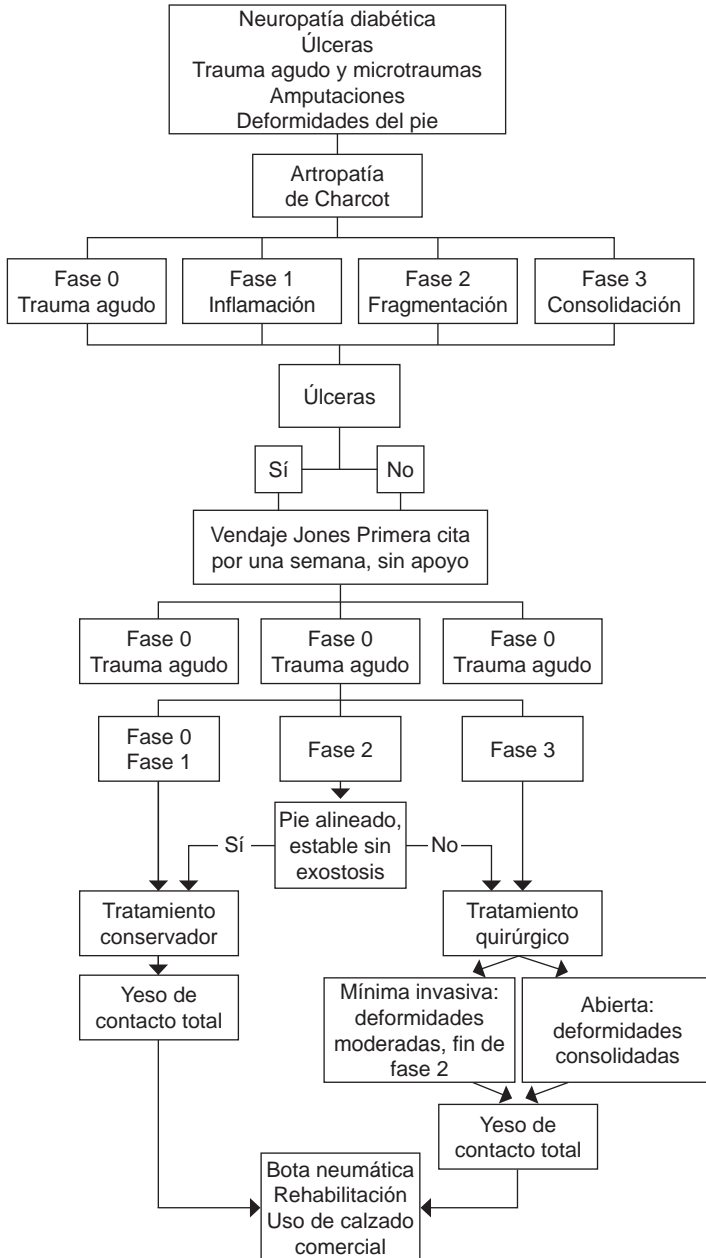 Neuropatía diabética
Úlceras
Trauma agudo y microtraumas
Amputaciones
Deformidades del pie
Artropatía
de Charcot
Fase 0
Trauma agudo
Fase 1
Inflamación
Fase 2
Fragmentación
Fase 3
Consolidación
Úlceras
Sí
No
Vendaje Jones Primera cita
por una semana, sin apoyo
Fase 0
Trauma agudo
Fase 0
Trauma agudo
Fase 0
Trauma agudo
Fase 0
Fase 1
Fase 2
Fase 3
Pie alineado,
estable sin
exostosis
Sí
No
Tratamiento
conservador
Tratamiento
quirúrgico
Yeso de
contacto total
Mínima invasiva:
deformidades
moderadas, fin de
fase 2
Abierta:
deformidades
consolidadas
Yeso de
contacto total
Bota neumática
Rehabilitación
Uso de calzado
comercial